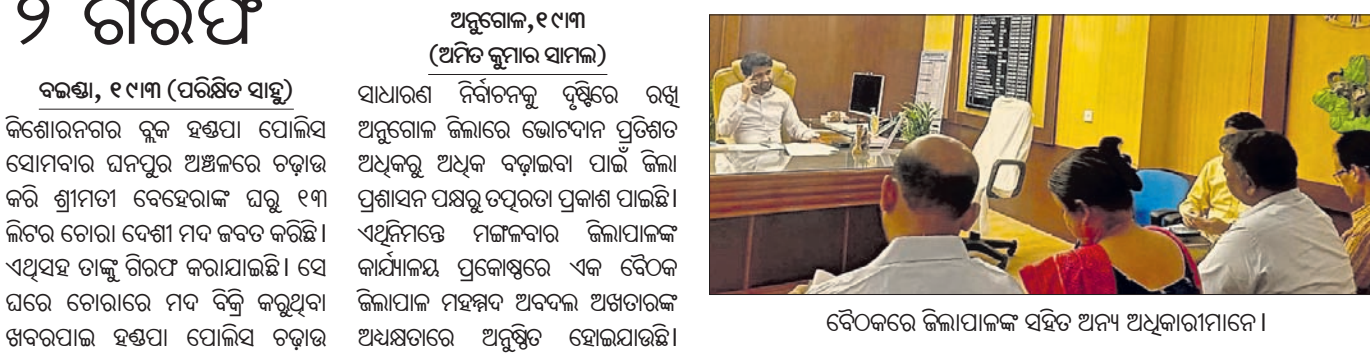 ୨ ଗିରଫ
ବଇଣ୍ଡା, ୧୯।୩ (ପରିକ୍ଷିତ ସାହୁ)
କିଶୋରନଗର ବ୍ଲକ ହଣ୍ଡପା ପୋଲିସ
ସୋମବାର ଘନପୁର ଅଞ୍ଚଳରେ ଚଢ଼ାଉ
କରି ଶ୍ରୀମତୀ ବେହେରାଙ୍କ ଘରୁ ୧୩
ଲିଟର ଚୋରା ଦେଶୀ ମଦ ଜବତ କରିଛି।
ଏଥିସହ ତାଙ୍କୁ ଗିରଫ କରାଯାଇଛି। ସେ
ଘରେ ଚୋରାରେ ମଦ ବିକ୍ରି କରୁଥିବା
ଖବରପାଇ ହଣ୍ଡପା ପୋଲିସ ଚଢ଼ାଉ
ଅନୁଗୋଳ,୧୯।୩
(ଅମିତ କୁମାର ସାମଲ)
ସାଧାରଣ ନିର୍ବାଚନକୁ ଦୃଷ୍ଟିରେ ରଖି
ଅନୁଗୋଳ ଜିଲାରେ ଭୋଟଦାନ ପ୍ରତିଶତ
ଅଧିକରୁ ଅଧିକ ବଢ଼ାଇବା ପାଇଁ ଜିଲା
ପ୍ରଶାସନ ପକ୍ଷରୁ ତତ୍ପରତା ପ୍ରକାଶ ପାଇଛି।
ଏଥିନିମନ୍ତେ ମଙ୍ଗଳବାର ଜିଲାପାଳଙ୍କ
କାର୍ଯ୍ୟାଳୟ ପ୍ରକୋଷ୍ଠରେ ଏକ ବୈଠକ
ଜିଲାପାଳ ମହମ୍ମଦ ଅବଦଲ ଅଖତାରଙ୍କ
ଅଧ୍ୟକ୍ଷତାରେ ଅନୁଷ୍ଠିତ ହୋଇଯାଉଛି।
ବୈଠକରେ ଜିଲାପାଳଙ୍କ ସହିତ ଅନ୍ୟ ଅଧିକାରୀମାନେ।